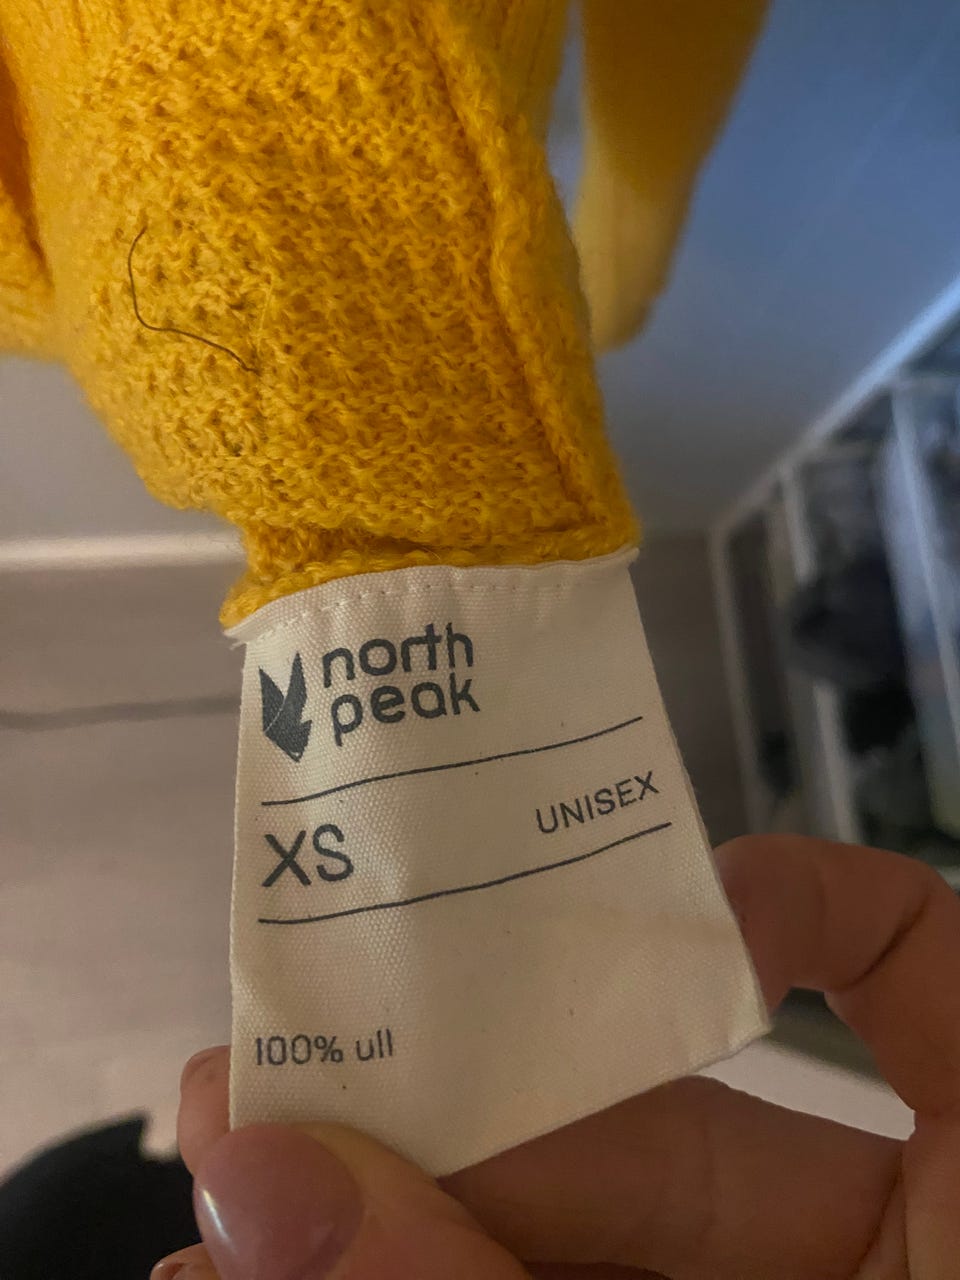 north
peak
XS
UNISEX
100% ull